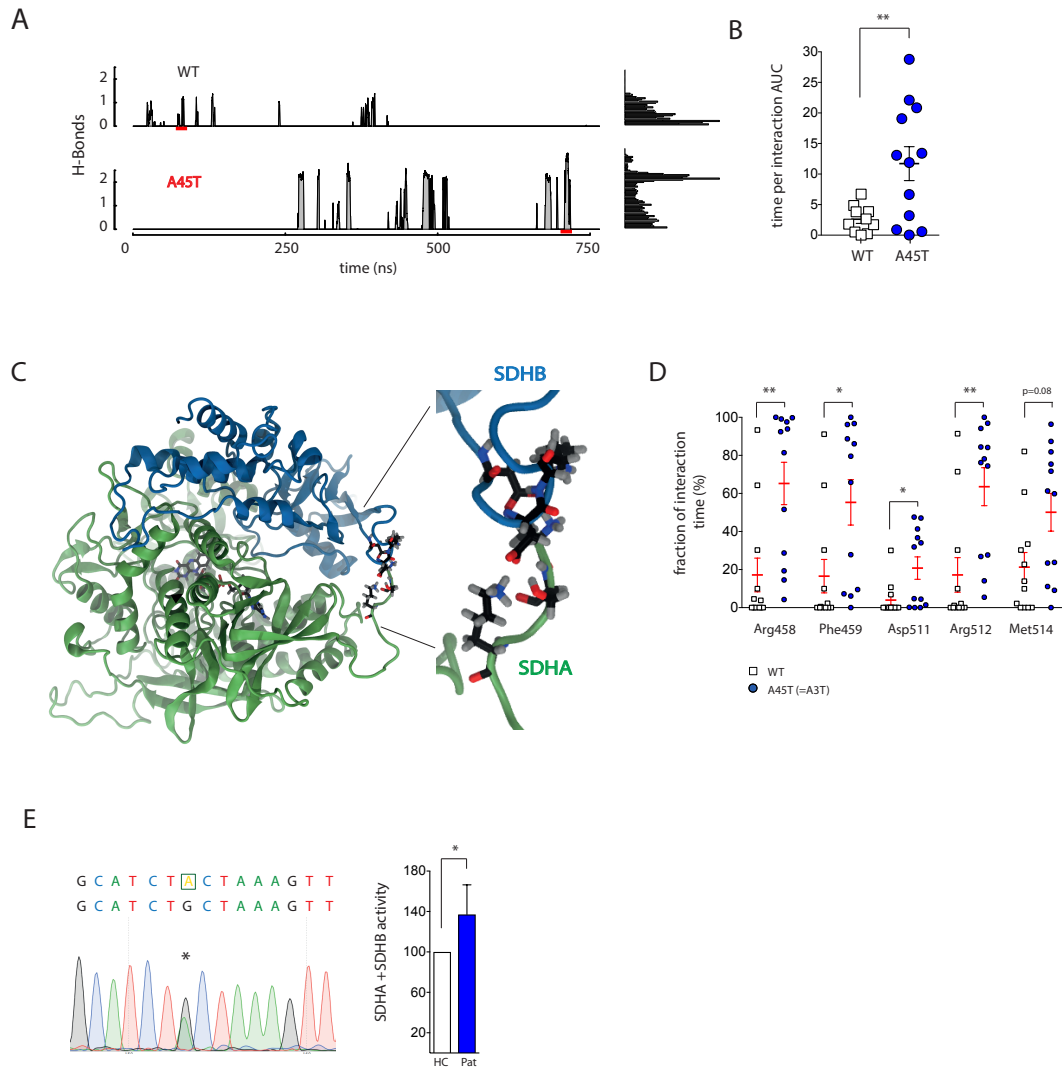 A
WT
2
1
0
H-Bonds
A45T
2
1
0
0
250
500
750
time (ns)
B
**
30
25
20
15
10
5
0
time per interaction AUC
WT
A45T
C
SDHB
SDHA
D
**
*
*
**
p=0.08
100
80
60
40
20
0
fraction of interaction
time (%)
Arg458
Phe459
Asp511
Arg512
Met514
WT
A45T (=A3T)
E
G C A T C T A C T A A A G T T
G C A T C T G C T A A A G T T
*
*
180
140
100
60
20
SDHA +SDHB activity
HC
Pat